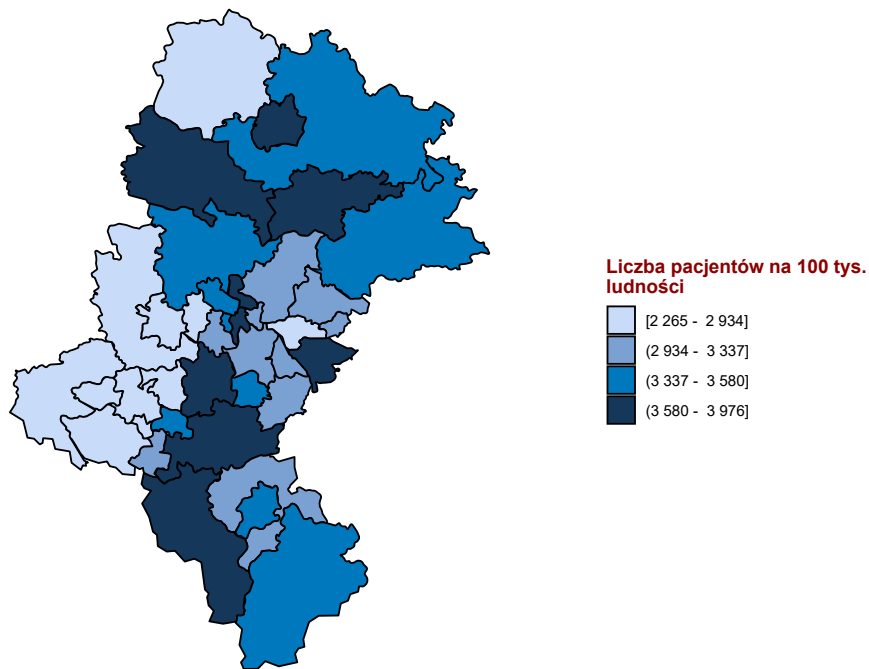 Liczba pacjentów na 100 tys.
ludności
[2 265 - 2 934]
(2 934 - 3 337]
(3 337 - 3 580]
(3 580 - 3 976]